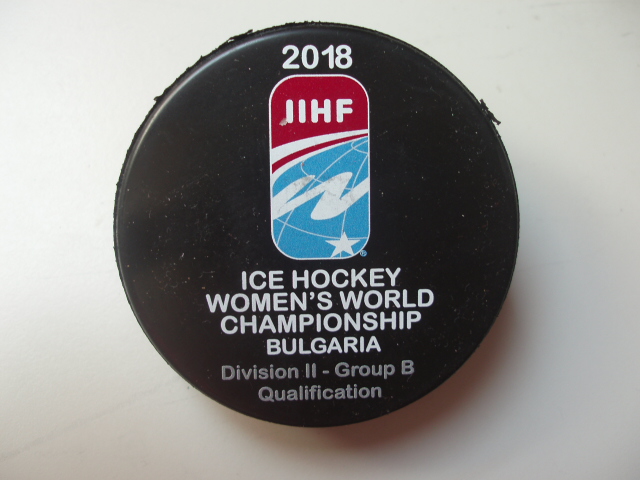 2018
IIHF
ICE HOCKEY
WOMEN'S WORLD
CHAMPIONSHIP
BULGARIA
Division II - Group B
Qualification
®